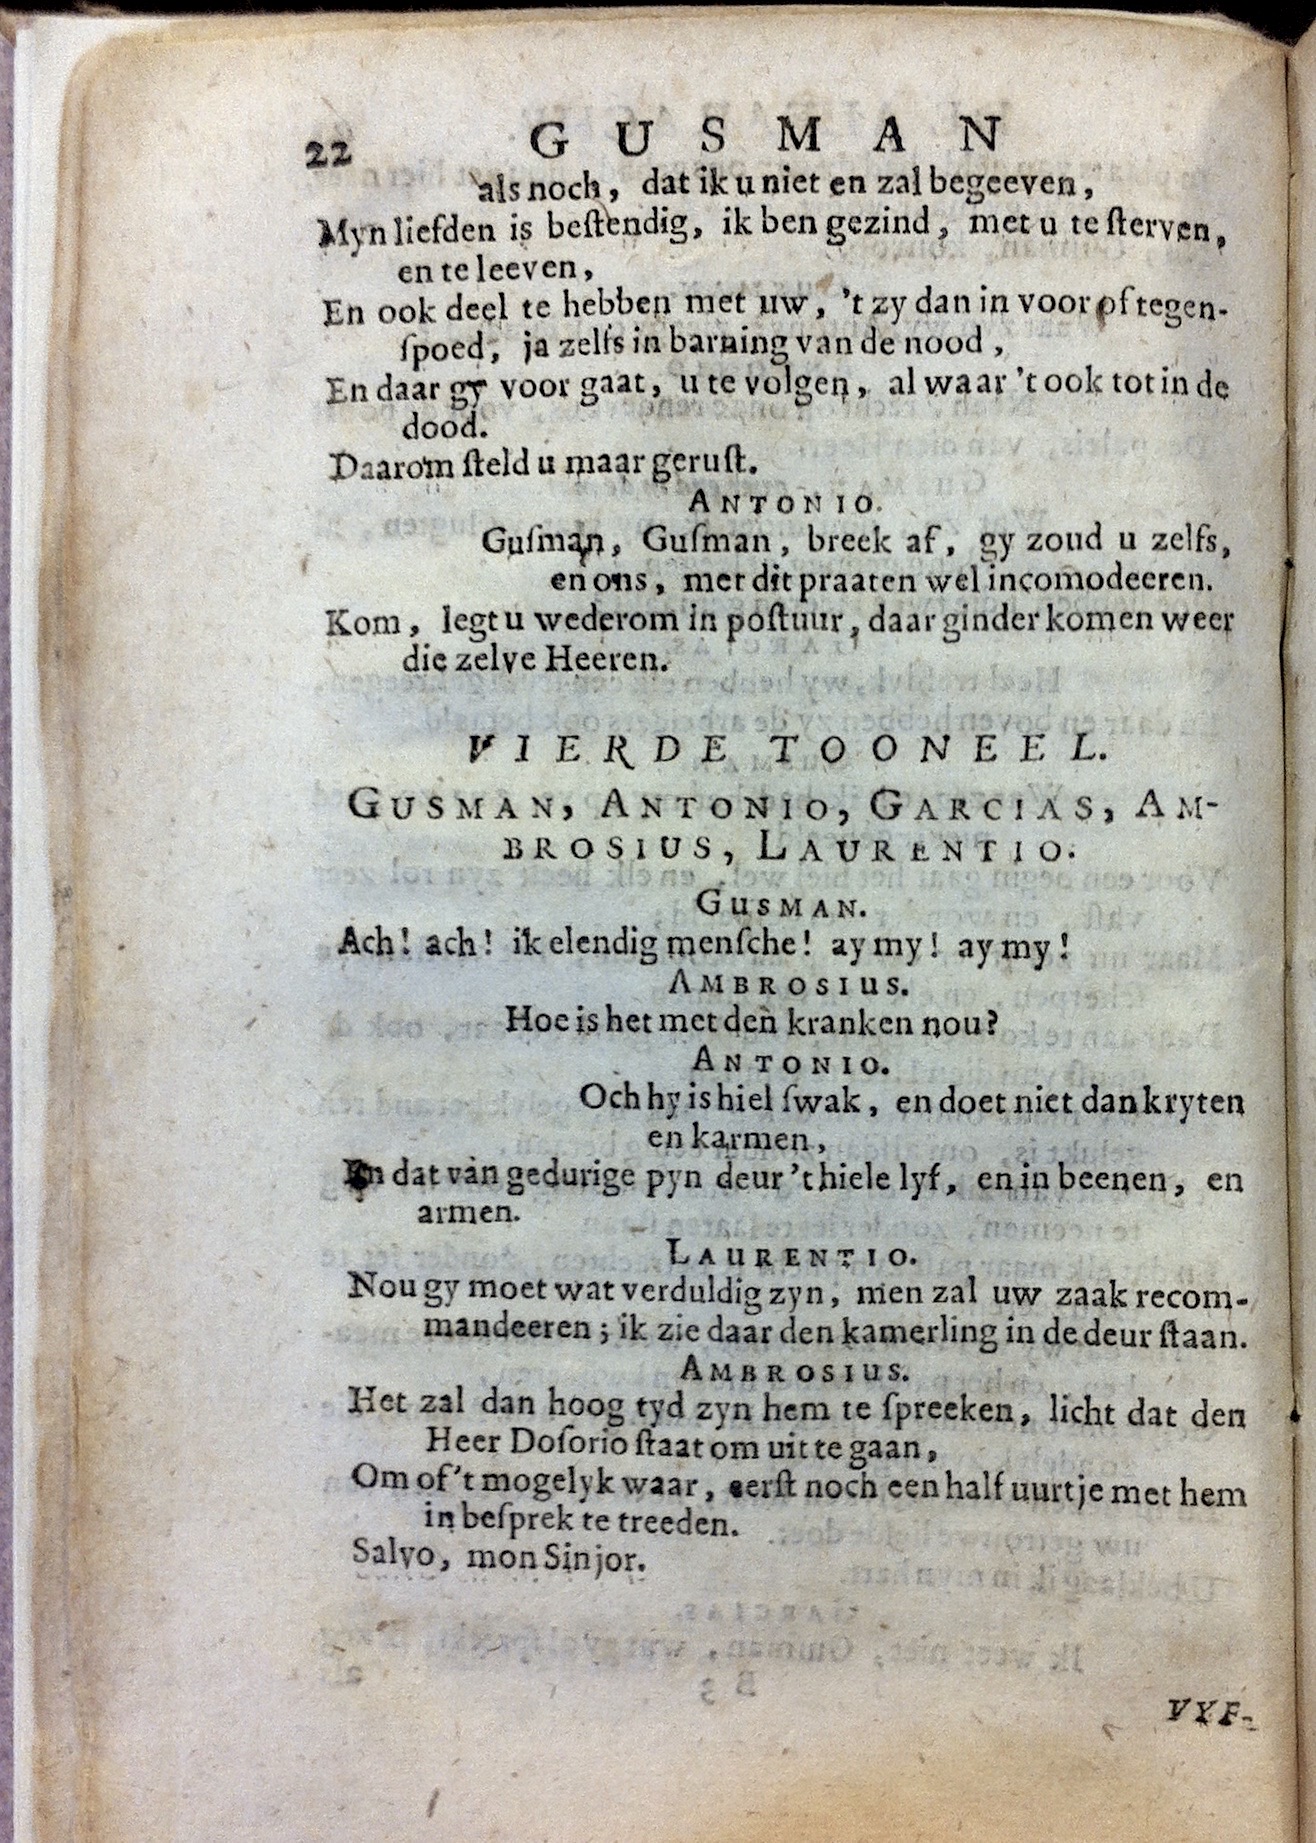 22 GUSMAN
als noch, dat ik u niet en zal begeeven,
Myn liefden is beſtendig, ik ben gezind, met u te ſterven,
en te leeven,
En ook deel te hebben met uw, 't zy dan in voor of tegen-
ſpoed, ja zelfs in barning van de nood,
En daar gy voor gaat, u te volgen, al waar 't ook tot in de
dood.
Daarom ſteld u maar geruſt.
ANTONIO.
Guſman, Guſman, breek af, gy zoud u zelfs,
en ons, met dit praaten wel incomodeeren.
Kom, legt u wederom in poſtuur, daar ginder komen weer
die zelve Heeren.
VIERDE TOONEEL.
GUSMAN, ANTONIO, GARCIAS, AM-
BROSIUS, LAURENTIO.
GUSMAN.
Ach! ach! ik elendig menſche! ay my! ay my!
AMBROSIUS.
Hoe is het met den kranken nou?
ANTONIO.
Och hy is hiel ſwak, en doet niet dan kryten
en karmen,
En dat van gedurige pyn deur 't hiele lyf, en in beenen, en
armen.
LAURENTIO.
Nou gy moet wat verduldig zyn, men zal uw zaak recom-
mandeeren; ik zie daar den kamerling in de deur ſtaan.
AMBROSIUS.
Het zal dan hoog tyd zyn hem te ſpreeken, licht dat den
Heer Doſorio ſtaat om uit te gaan,
Om of 't mogelyk waar, eerſt noch een half uurtje met hem
in beſprek te treeden.
Salvo, mon Sinjor.
VYF-